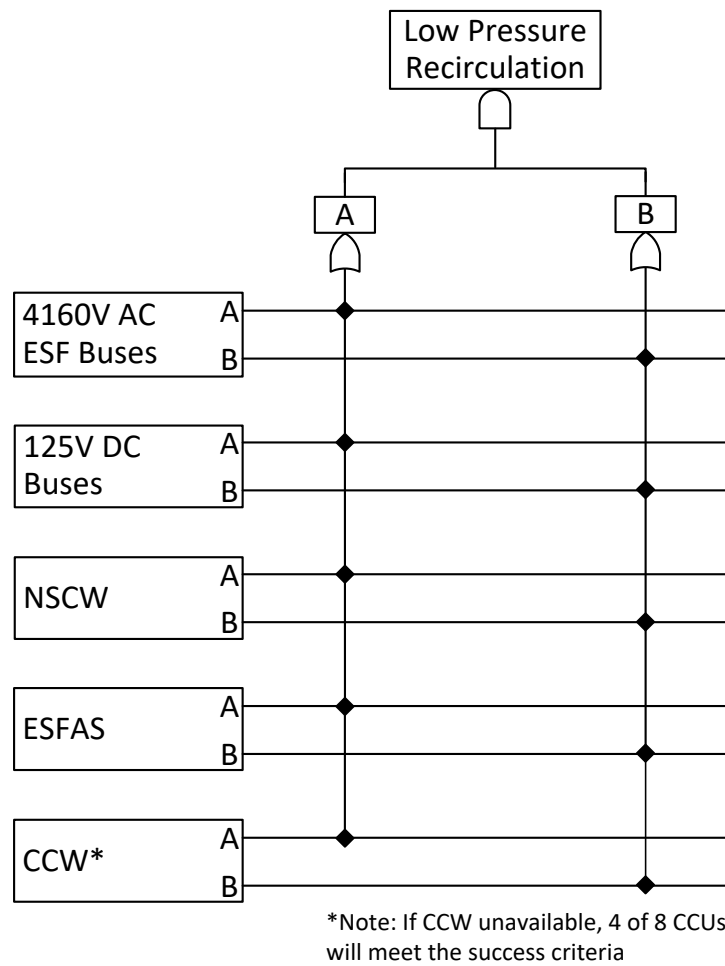 Low Pressure
Recirculation
A
B
4160V AC
ESF Buses
A
B
125V DC
Buses
A
B
NSCW
A
B
ESFAS
A
B
CCW*
A
B
*Note: If CCW unavailable, 4 of 8 CCUs
will meet the success criteria